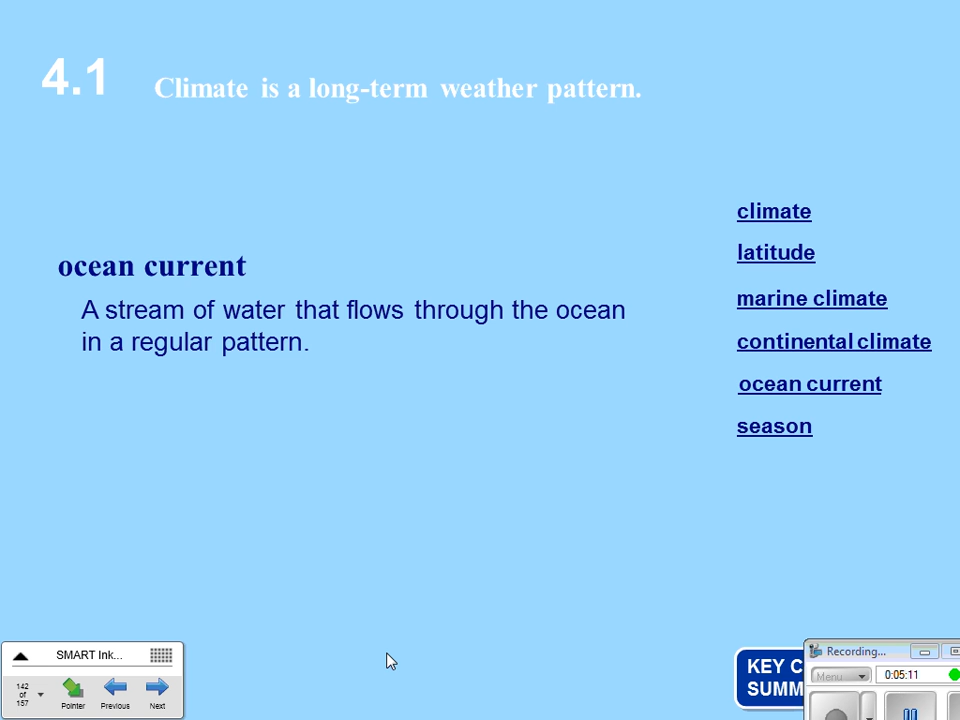 4.1 Climate is a long-term weather pattern.
climate
latitude
ocean current
marine climate
A stream of water that flows through the ocean
in a regular pattern.
continental climate
ocean current
season
SMART Ink...
142
of
157
Pointer
Previous
Next
KEY C
SUMM
Recording...
Menu
0:05:11